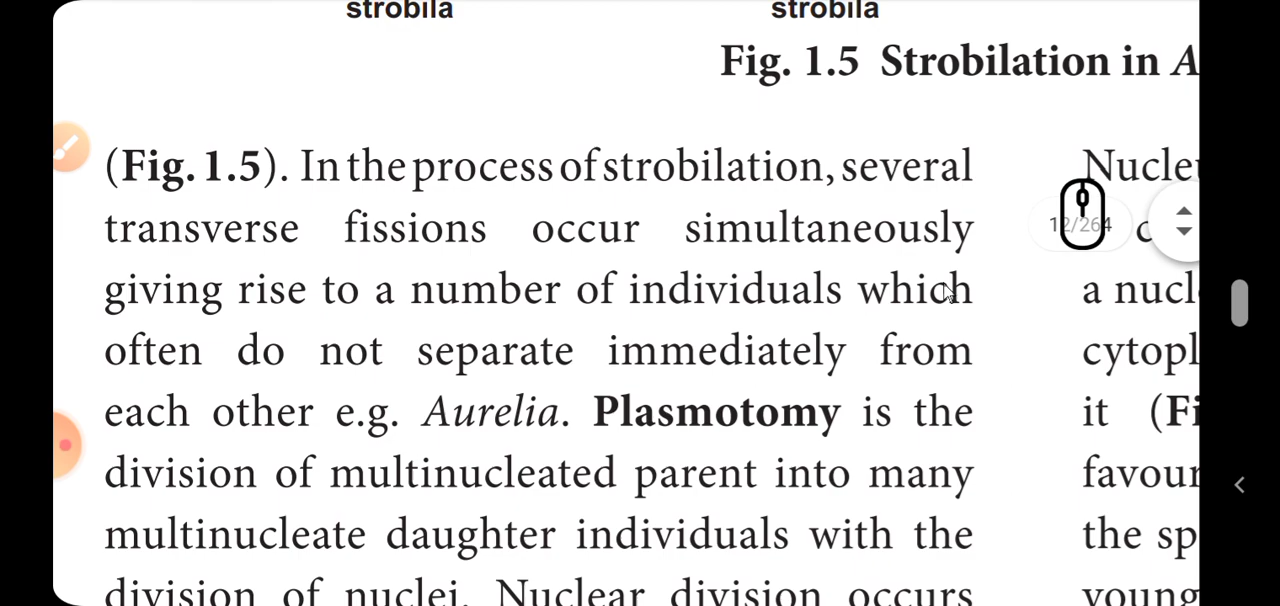 strobila strobila
Fig. 1.5 Strobilation in A
(Fig. 1.5). In the process of strobilation, several
transverse fissions occur simultaneously
giving rise to a number of individuals which
often do not separate immediately from
each other e.g. Aurelia. Plasmotomy is the
division of multinucleated parent into many
multinucleate daughter individuals with the
division of nuclei. Nuclear division occurs
12/264
a nucl
cytopl
it (Fi
favour
the sp
young